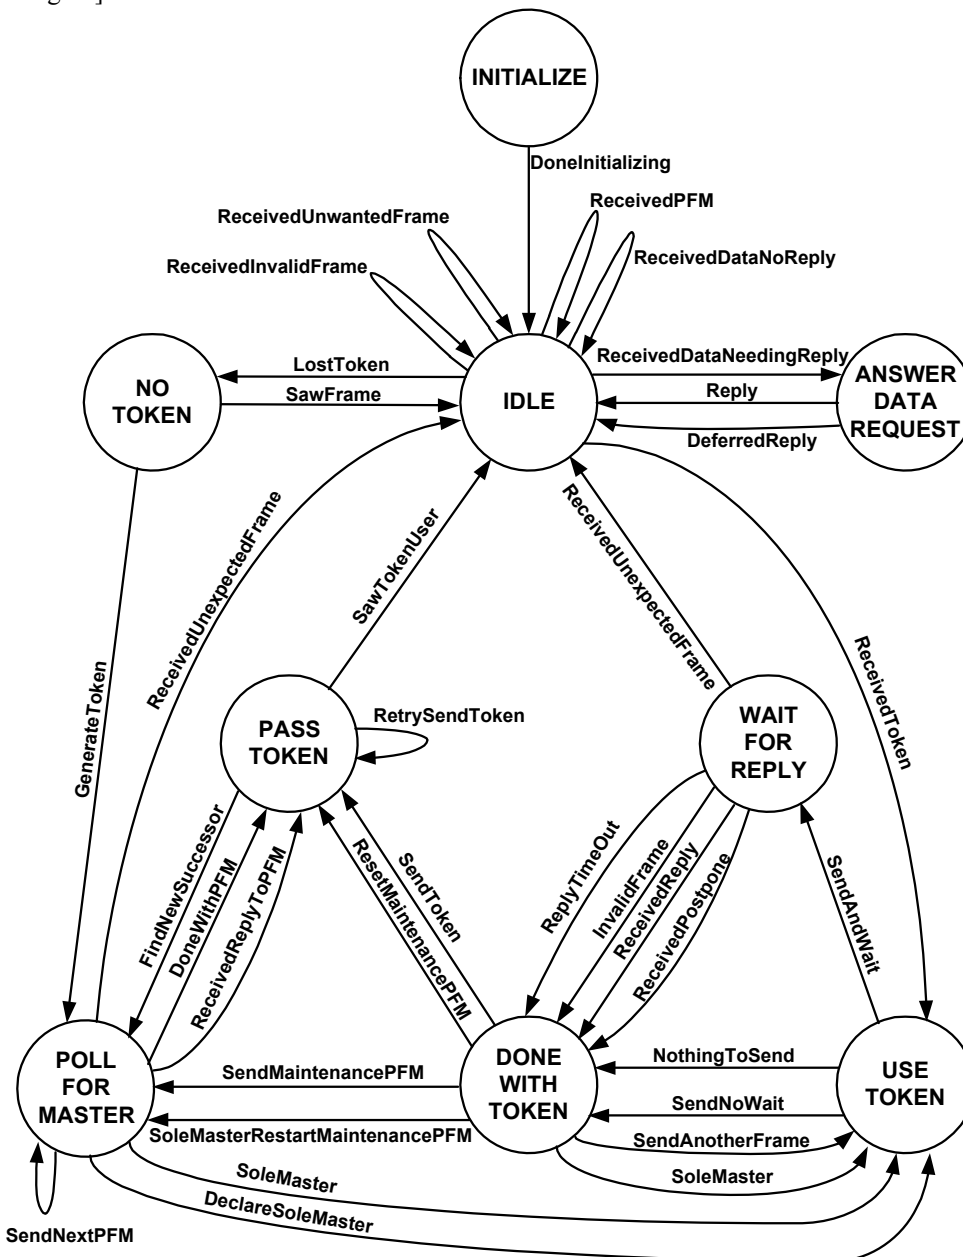 INITIALIZE
DoneInitializing
ReceivedPFM
ReceivedUnwantedFrame
ReceivedDataNoReply
ReceivedInvalidFrame
LostToken
ReceivedDataNeedingReply
NO
TOKEN
SawFrame
IDLE
Reply
ANSWER
DATA
REQUEST
DeferredReply
ReceivedUnexpectedFrame
SawTokenUser
ReceivedUnexpectedFrame
ReceivedToken
GenerateToken
PASS
TOKEN
RetrySendToken
WAIT
FOR
REPLY
FindNewSuccessor
DoneWithPFM
ReceivedReplyToPFM
ResetMaintenancePFM
SendToken
ReplyTimeOut
InvalidFrame
ReceivedReply
ReceivedPostpone
SendAndWait
POLL
FOR
MASTER
SendMaintenancePFM
SoleMasterRestartMaintenancePFM
DONE
WITH
TOKEN
NothingToSend
SendNoWait
SendAnotherFrame
SoleMaster
USE
TOKEN
SoleMaster
DeclareSoleMaster
SendNextPFM